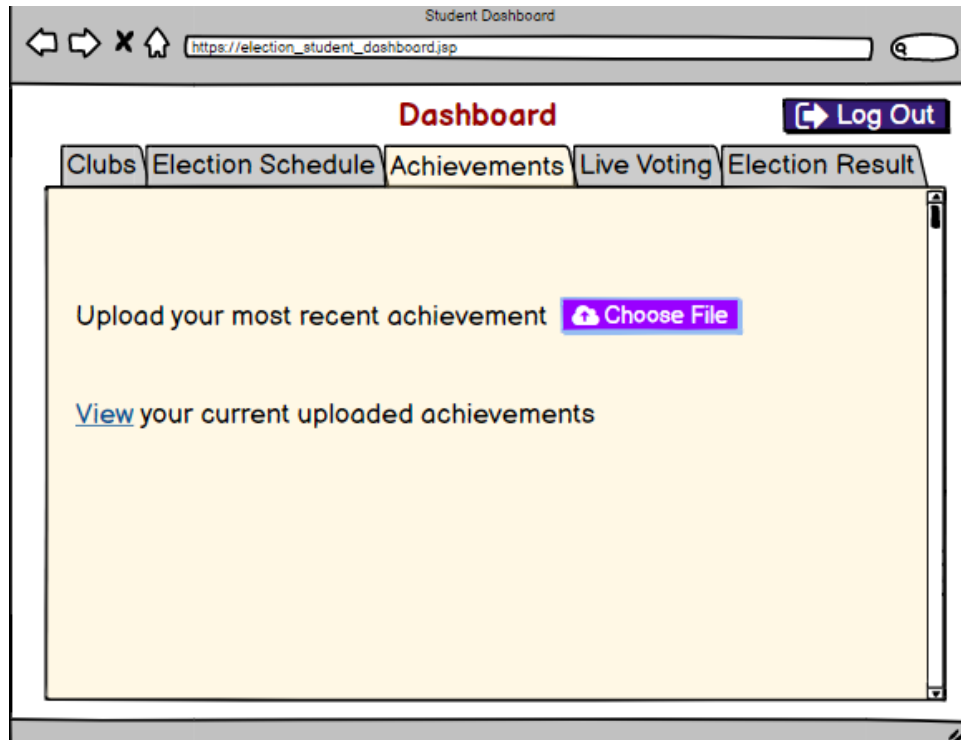 Student Dashboard
https://election_student_dashboard.jsp
Dashboard
Log Out
Clubs Election Schedule Achievements Live Voting Election Result
Upload your most recent achievement Choose File
View your current uploaded achievements